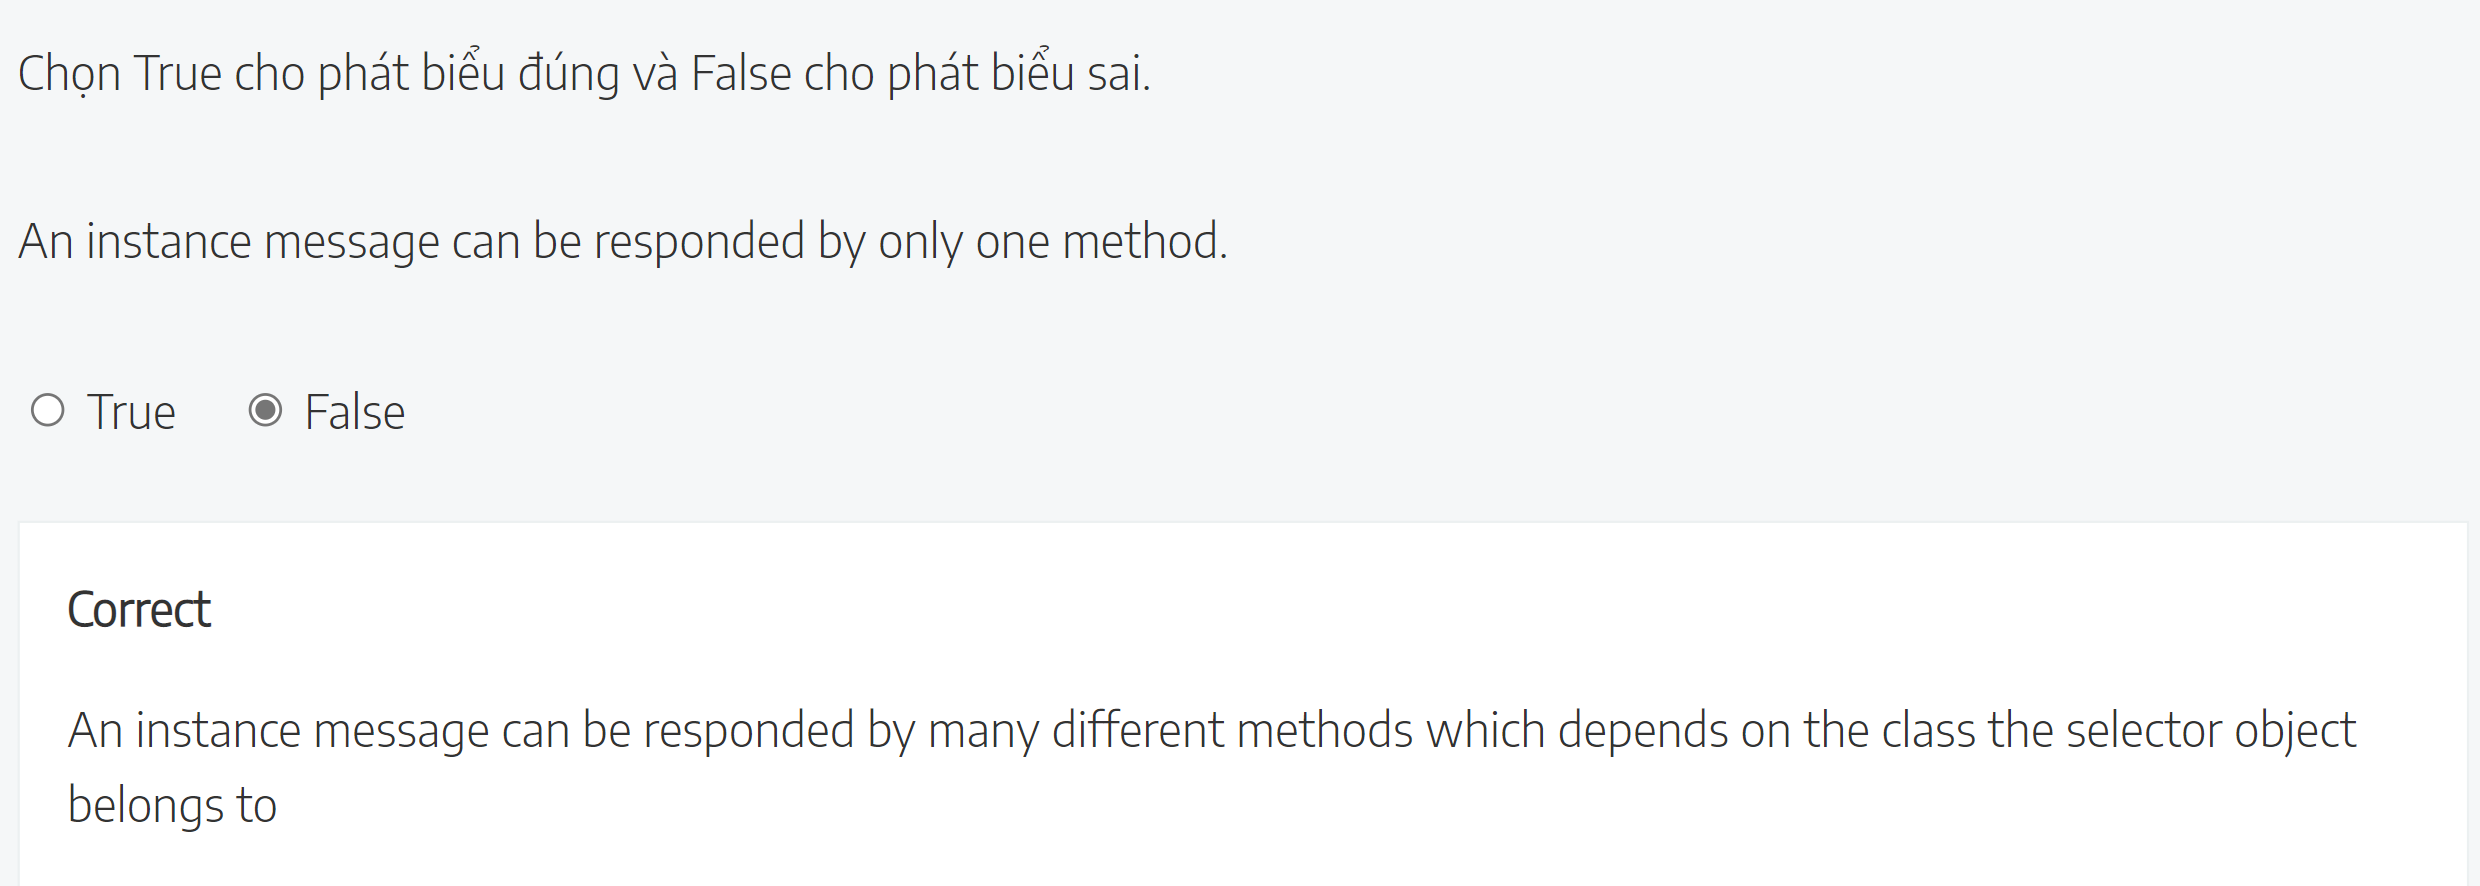 Chọn True cho phát biểu đúng và False cho phát biểu sai.
An instance message can be responded by only one method.
True False
Correct
An instance message can be responded by many different methods which depends on the class the selector object
belongs to